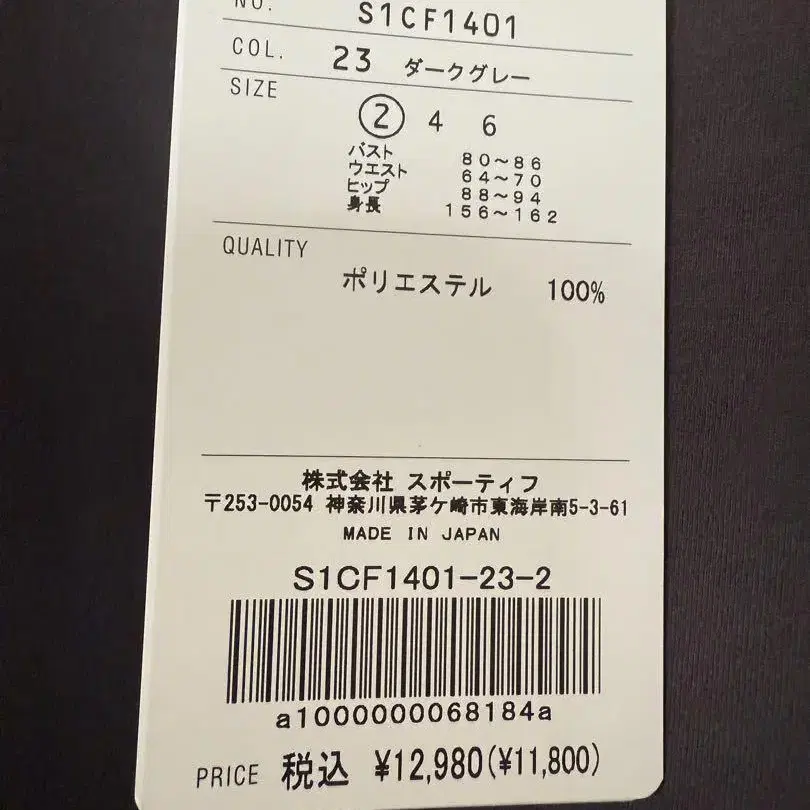 NO. S1CF1401
COL. 23 ダークグレー
SIZE
② 4 6
バスト 80〜86
ウエスト 64〜70
ヒップ 88〜94
身長 156〜162
QUALITY
ポリエステル 100%
株式会社 スポーティフ
〒253-0054 神奈川県茅ケ崎市東海岸南5-3-61
MADE IN JAPAN
S1CF1401-23-2
a1000000068184a
PRICE 税込 ¥12,980(¥11,800)